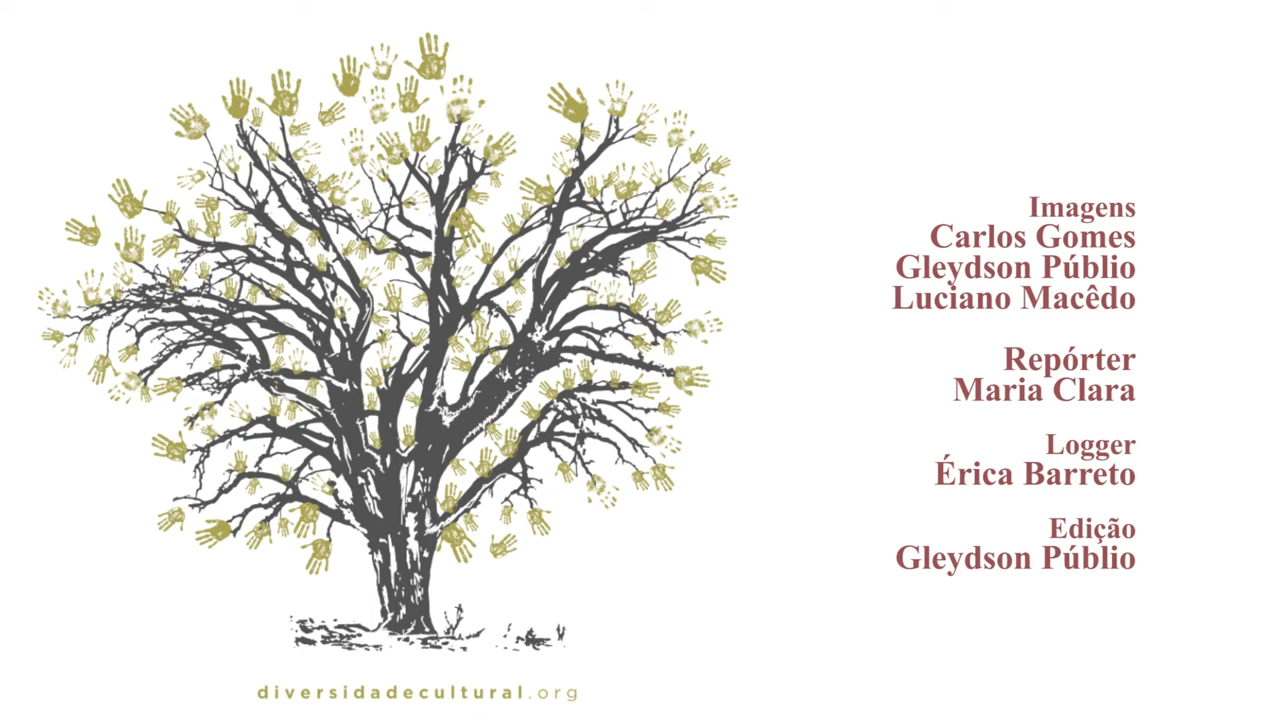 Imagens
Carlos Gomes
Gleydson Públio
Luciano Macêdo
Repórter
Maria Clara
Logger
Érica Barreto
Edição
Gleydson Públio
diversidadecultural.org